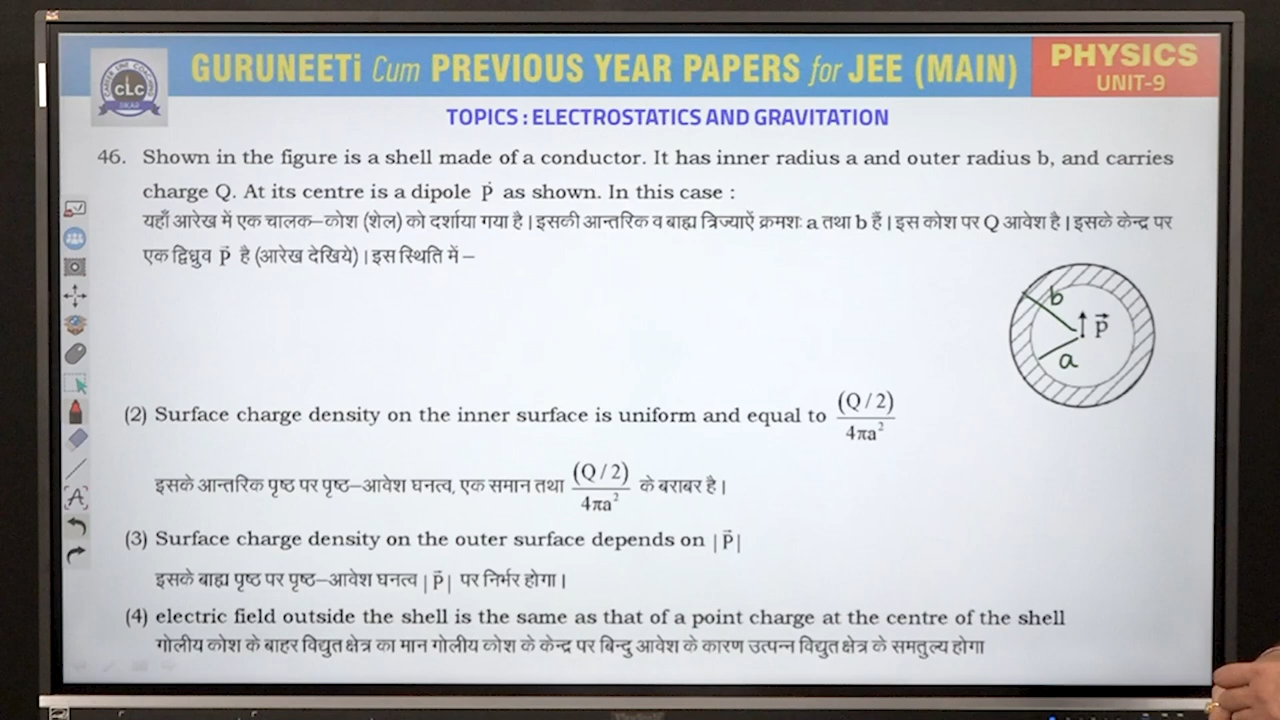 GURUNEETi Cum PREVIOUS YEAR PAPERS for JEE (MAIN)
PHYSICS
UNIT-9
CLC
SIKAR
TOPICS : ELECTROSTATICS AND GRAVITATION
46. Shown in the figure is a shell made of a conductor. It has inner radius a and outer radius b, and carries
charge Q. At its centre is a dipole P⃗ as shown. In this case :
यहाँ आरेख में एक चालक–कोश (शेल) को दर्शाया गया है। इसकी आन्तरिक व बाह्य त्रिज्याऐं क्रमशः a तथा b हैं। इस कोश पर Q आवेश है। इसके केन्द्र पर
एक द्विध्रुव P⃗ है (आरेख देखिये)। इस स्थिति में –
b
P⃗
a
(2) Surface charge density on the inner surface is uniform and equal to (Q/2)/4πa²
इसके आन्तरिक पृष्ठ पर पृष्ठ–आवेश घनत्व, एक समान तथा (Q/2)/4πa² के बराबर है।
(3) Surface charge density on the outer surface depends on |P⃗|
इसके बाह्य पृष्ठ पर पृष्ठ–आवेश घनत्व |P⃗| पर निर्भर होगा।
(4) electric field outside the shell is the same as that of a point charge at the centre of the shell
गोलीय कोश के बाहर विद्युत क्षेत्र का मान गोलीय कोश के केन्द्र पर बिन्दु आवेश के कारण उत्पन्न विद्युत क्षेत्र के समतुल्य होगा